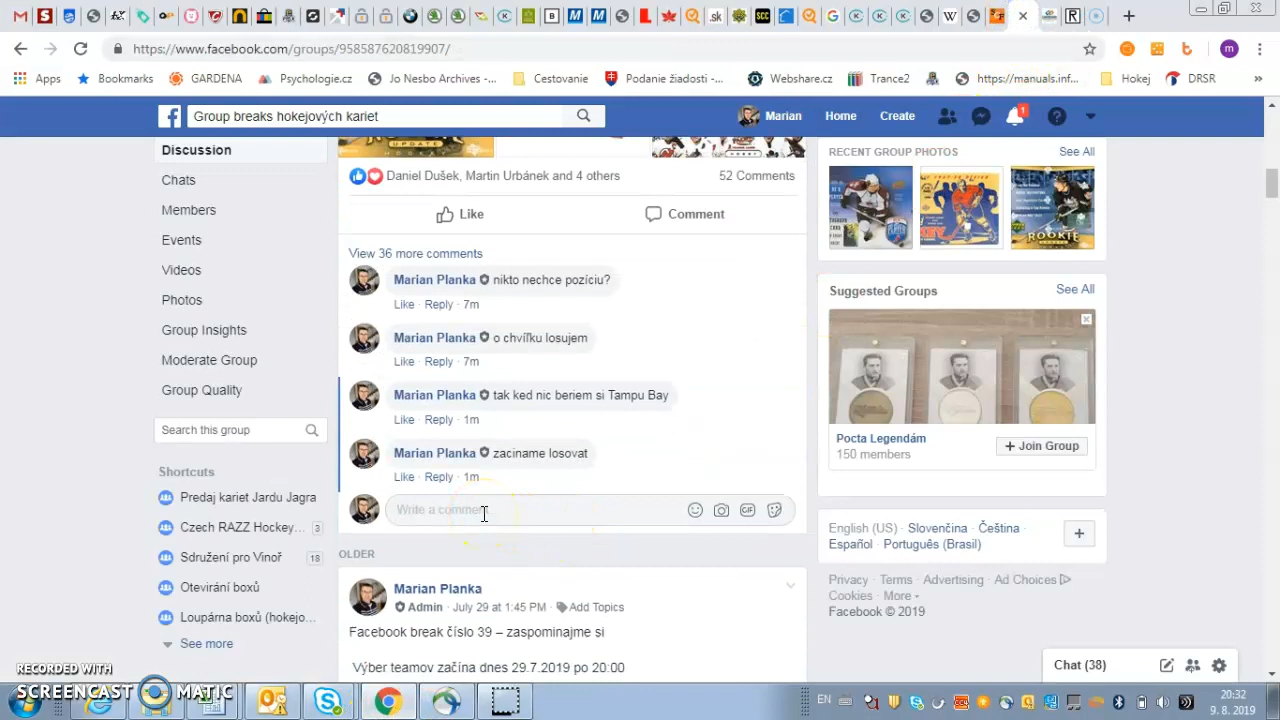 .sk
SCC
https://www.facebook.com/groups/958587620819907/
Apps
Bookmarks
GARDENA
Psychologie.cz
Jo Nesbo Archives -...
Cestovanie
Podanie žiadosti -...
Webshare.cz
Trance2
https://manuals.inf...
Hokej
DRSR
Group breaks hokejových kariet
Marian
Home
Create
1
Discussion
Chats
Members
Events
Videos
Photos
Group Insights
Moderate Group
Group Quality
Search this group
Shortcuts
Predaj kariet Jardu Jagra
Czech RAZZ Hockey... 3
Sdružení pro Vinoř 18
Otevirání boxů
Loupárna boxů (hokejo...
See more
UPDATE
Daniel Dušek, Martin Urbánek and 4 others
52 Comments
Like
Comment
View 36 more comments
Marian Planka nikto nechce pozíciu?
Like · Reply · 7m
Marian Planka o chvíľku losujem
Like · Reply · 7m
Marian Planka tak ked nic beriem si Tampu Bay
Like · Reply · 1m
Marian Planka zaciname losovat
Like · Reply · 1m
Write a comment
GIF
OLDER
Marian Planka
Admin · July 29 at 1:45 PM · Add Topics
Facebook break číslo 39 – zaspominajme si
Výber teamov začína dnes 29.7.2019 po 20:00
RECENT GROUP PHOTOS
See All
ROOKIE
Suggested Groups
See All
Pocta Legendám
150 members
+ Join Group
English (US) · Slovenčina · Čeština ·
Español · Português (Brasil)
Privacy · Terms · Advertising · Ad Choices
Cookies · More
Facebook © 2019
Chat (38)
RECORDED WITH
SCREENCAST MATIC
EN
20:32
9. 8. 2019